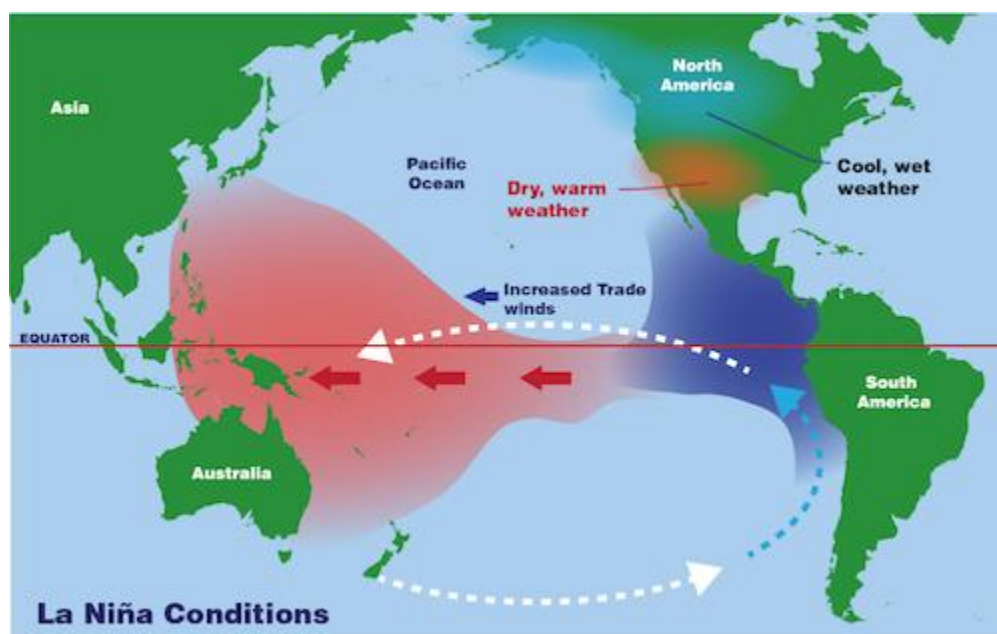 Asia
North
America
Pacific
Ocean
Cool, wet
weather
Dry, warm
weather
Increased Trade
winds
EQUATOR
South
America
Australia
La Niña Conditions